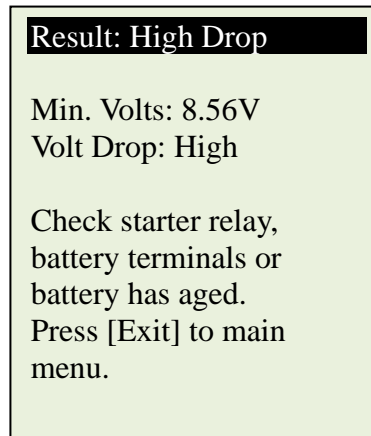 Result: High Drop
Min. Volts: 8.56V
Volt Drop: High
Check starter relay,
battery terminals or
battery has aged.
Press [Exit] to main
menu.